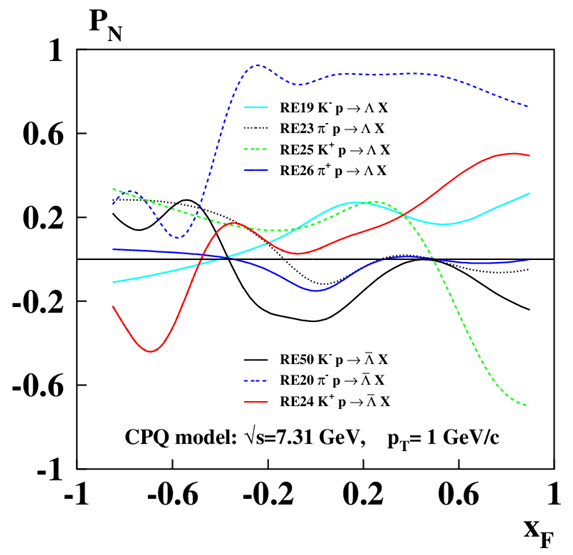 P_N
1
0.6
0.2
-0.2
-0.6
-1
RE19 K⁻ p → Λ X
RE23 π⁻ p → Λ X
RE25 K⁺ p → Λ X
RE26 π⁺ p → Λ X
RE50 K⁻ p → Λ̄ X
RE20 π⁻ p → Λ̄ X
RE24 K⁺ p → Λ̄ X
CPQ model: √s=7.31 GeV, p_T= 1 GeV/c
-1 -0.6 -0.2 0.2 0.6 1
x_F